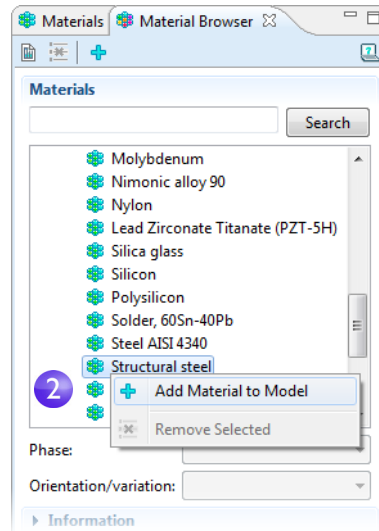 Materials Material Browser
Materials
Search
Molybdenum
Nimonic alloy 90
Nylon
Lead Zirconate Titanate (PZT-5H)
Silica glass
Silicon
Polysilicon
Solder, 60Sn-40Pb
Steel AISI 4340
Structural steel
2 Add Material to Model
Remove Selected
Phase:
Orientation/variation:
Information